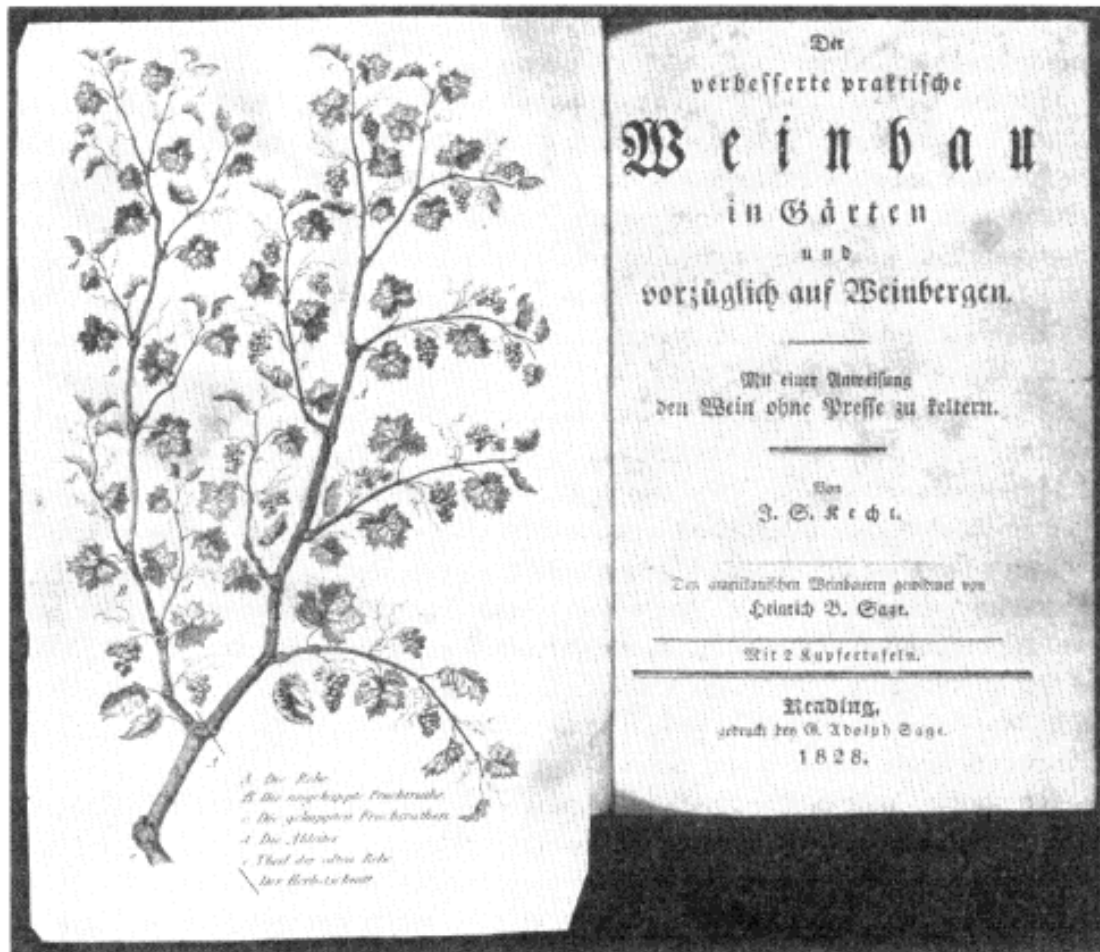 A Die Rebe
B Die ungekappte Fruchtruthe
c Die gekappten Fruchtruthen
d Die Ableiter
e Theil der alten Rebe
Der Herbstschnitt
A
B
B
A
Der
verbesserte praktische
Weinbau
in Gärten
und
vorzüglich auf Weinbergen.
Mit einer Anweisung
den Wein ohne Presse zu keltern.
Von
J. S. Kecht.
Den amerikanischen Weinbauern gewidmet von
Heinrich B. Sage.
Mit 2 Kupfertafeln.
Reading,
gedruckt bey G. Adolph Sage.
1828.